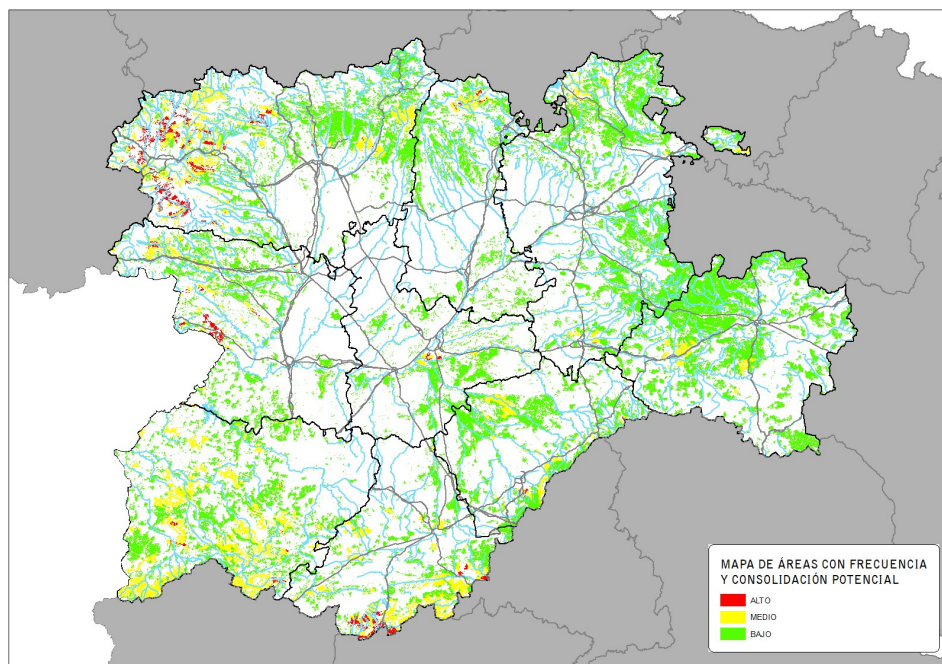 MAPA DE ÁREAS CON FRECUENCIA
Y CONSOLIDACIÓN POTENCIAL
ALTO
MEDIO
BAJO